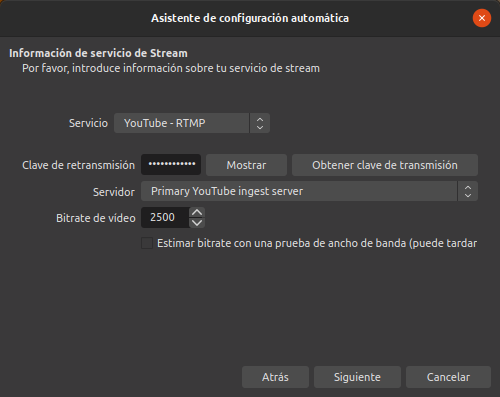 Asistente de configuración automática
Información de servicio de Stream
Por favor, introduce información sobre tu servicio de stream
Servicio YouTube - RTMP
Clave de retransmisión •••••••••••• Mostrar Obtener clave de transmisión
Servidor Primary YouTube ingest server
Bitrate de vídeo 2500
Estimar bitrate con una prueba de ancho de banda (puede tardar
Atrás Siguiente Cancelar